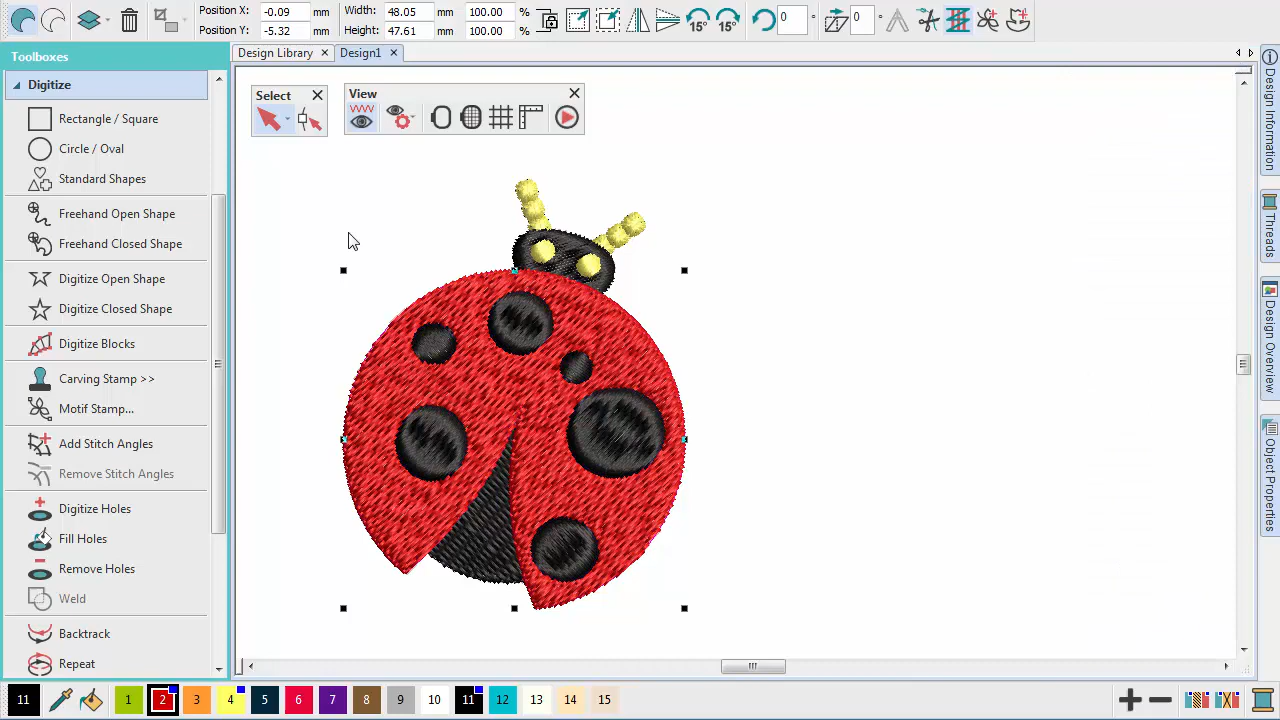 Position X: -0.09 mm Width: 48.05 mm 100.00 %
Position Y: -5.32 mm Height: 47.61 mm 100.00 %
15° 15° 0 ° 0 °
Toolboxes
Design Library × Design1 ×
Digitize
Rectangle / Square
Circle / Oval
Standard Shapes
Freehand Open Shape
Freehand Closed Shape
Digitize Open Shape
Digitize Closed Shape
Digitize Blocks
Carving Stamp >>
Motif Stamp...
Add Stitch Angles
Remove Stitch Angles
Digitize Holes
Fill Holes
Remove Holes
Weld
Backtrack
Repeat
Select
View
Design Information
Threads
Design Overview
Object Properties
11 1 2 3 4 5 6 7 8 9 10 11 12 13 14 15